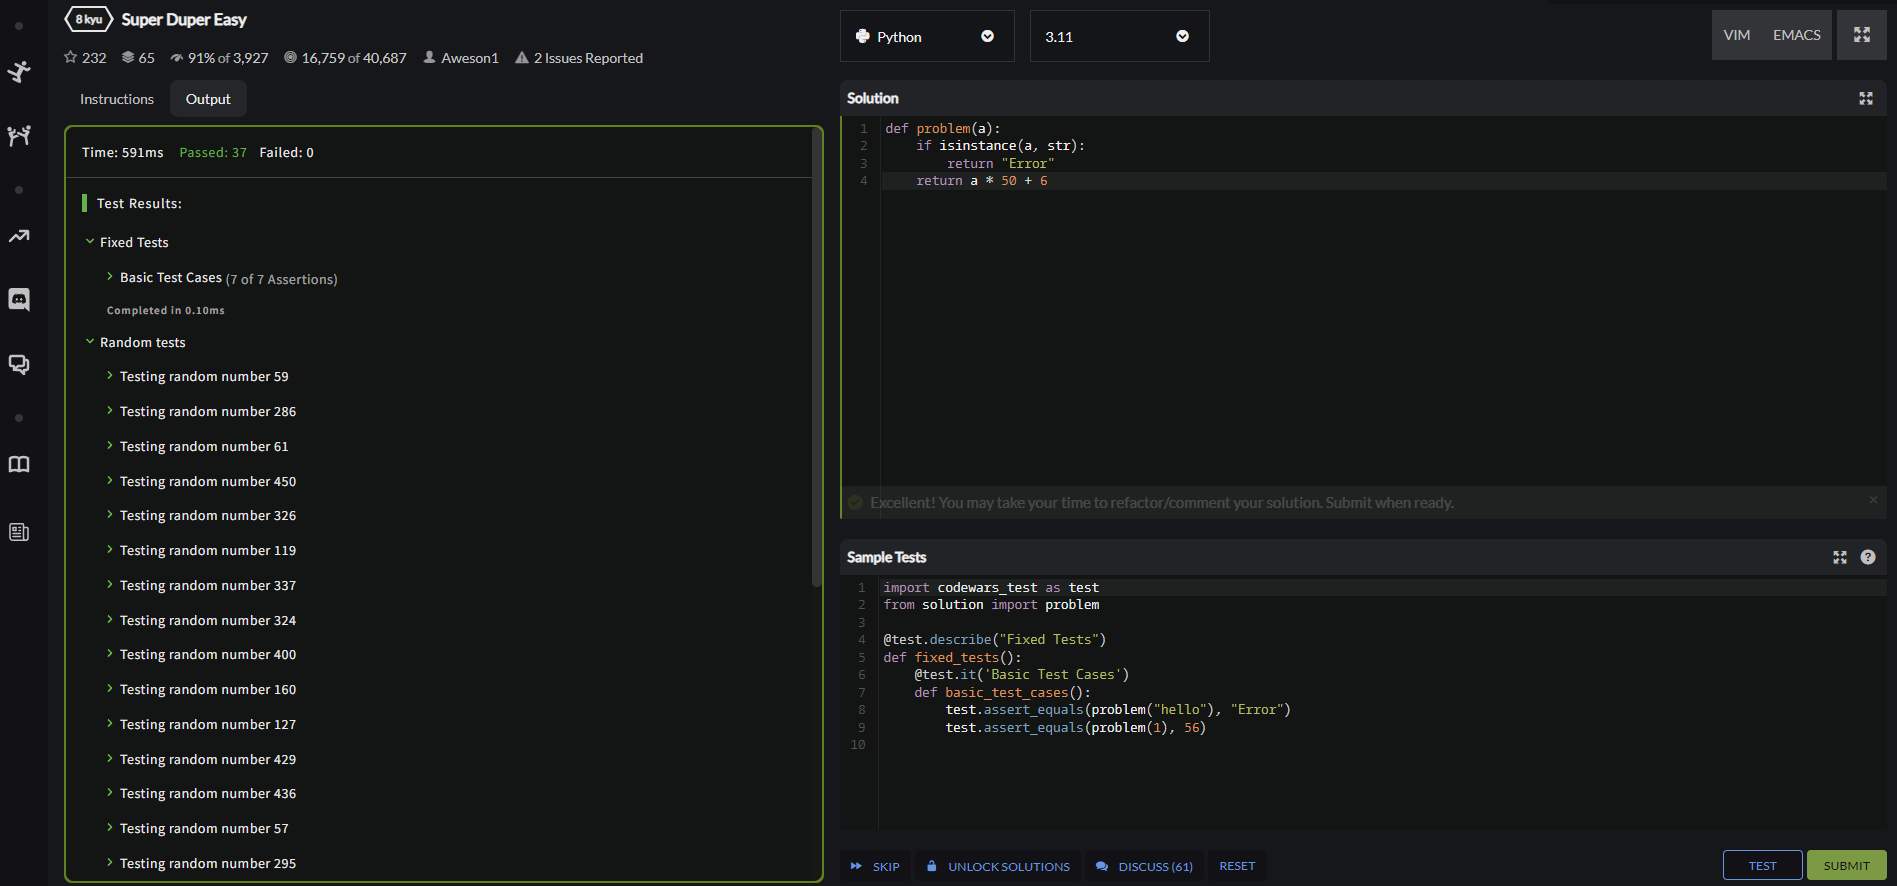 8 kyu Super Duper Easy
232 65 91% of 3,927 16,759 of 40,687 Aweson1 2 Issues Reported
Instructions Output
Time: 591ms Passed: 37 Failed: 0
Test Results:
Fixed Tests
Basic Test Cases (7 of 7 Assertions)
Completed in 0.10ms
Random tests
Testing random number 59
Testing random number 286
Testing random number 61
Testing random number 450
Testing random number 326
Testing random number 119
Testing random number 337
Testing random number 324
Testing random number 400
Testing random number 160
Testing random number 127
Testing random number 429
Testing random number 436
Testing random number 57
Testing random number 295
Python 3.11 VIM EMACS
Solution
1 def problem(a):
2     if isinstance(a, str):
3         return "Error"
4     return a * 50 + 6
Excellent! You may take your time to refactor/comment your solution. Submit when ready. ×
Sample Tests ?
1 import codewars_test as test
2 from solution import problem
3
4 @test.describe("Fixed Tests")
5 def fixed_tests():
6     @test.it('Basic Test Cases')
7     def basic_test_cases():
8         test.assert_equals(problem("hello"), "Error")
9         test.assert_equals(problem(1), 56)
10
SKIP UNLOCK SOLUTIONS DISCUSS (61) RESET TEST SUBMIT